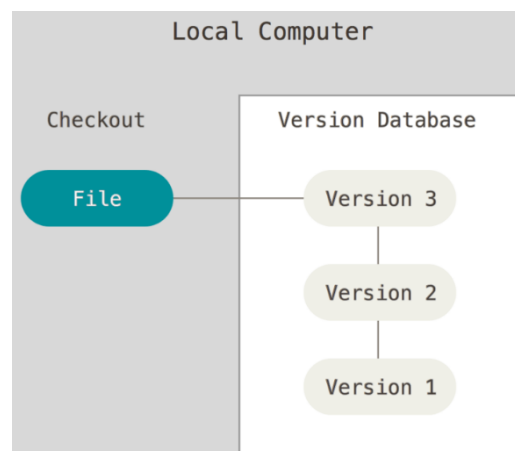 Local Computer
Checkout
Version Database
File
Version 3
Version 2
Version 1